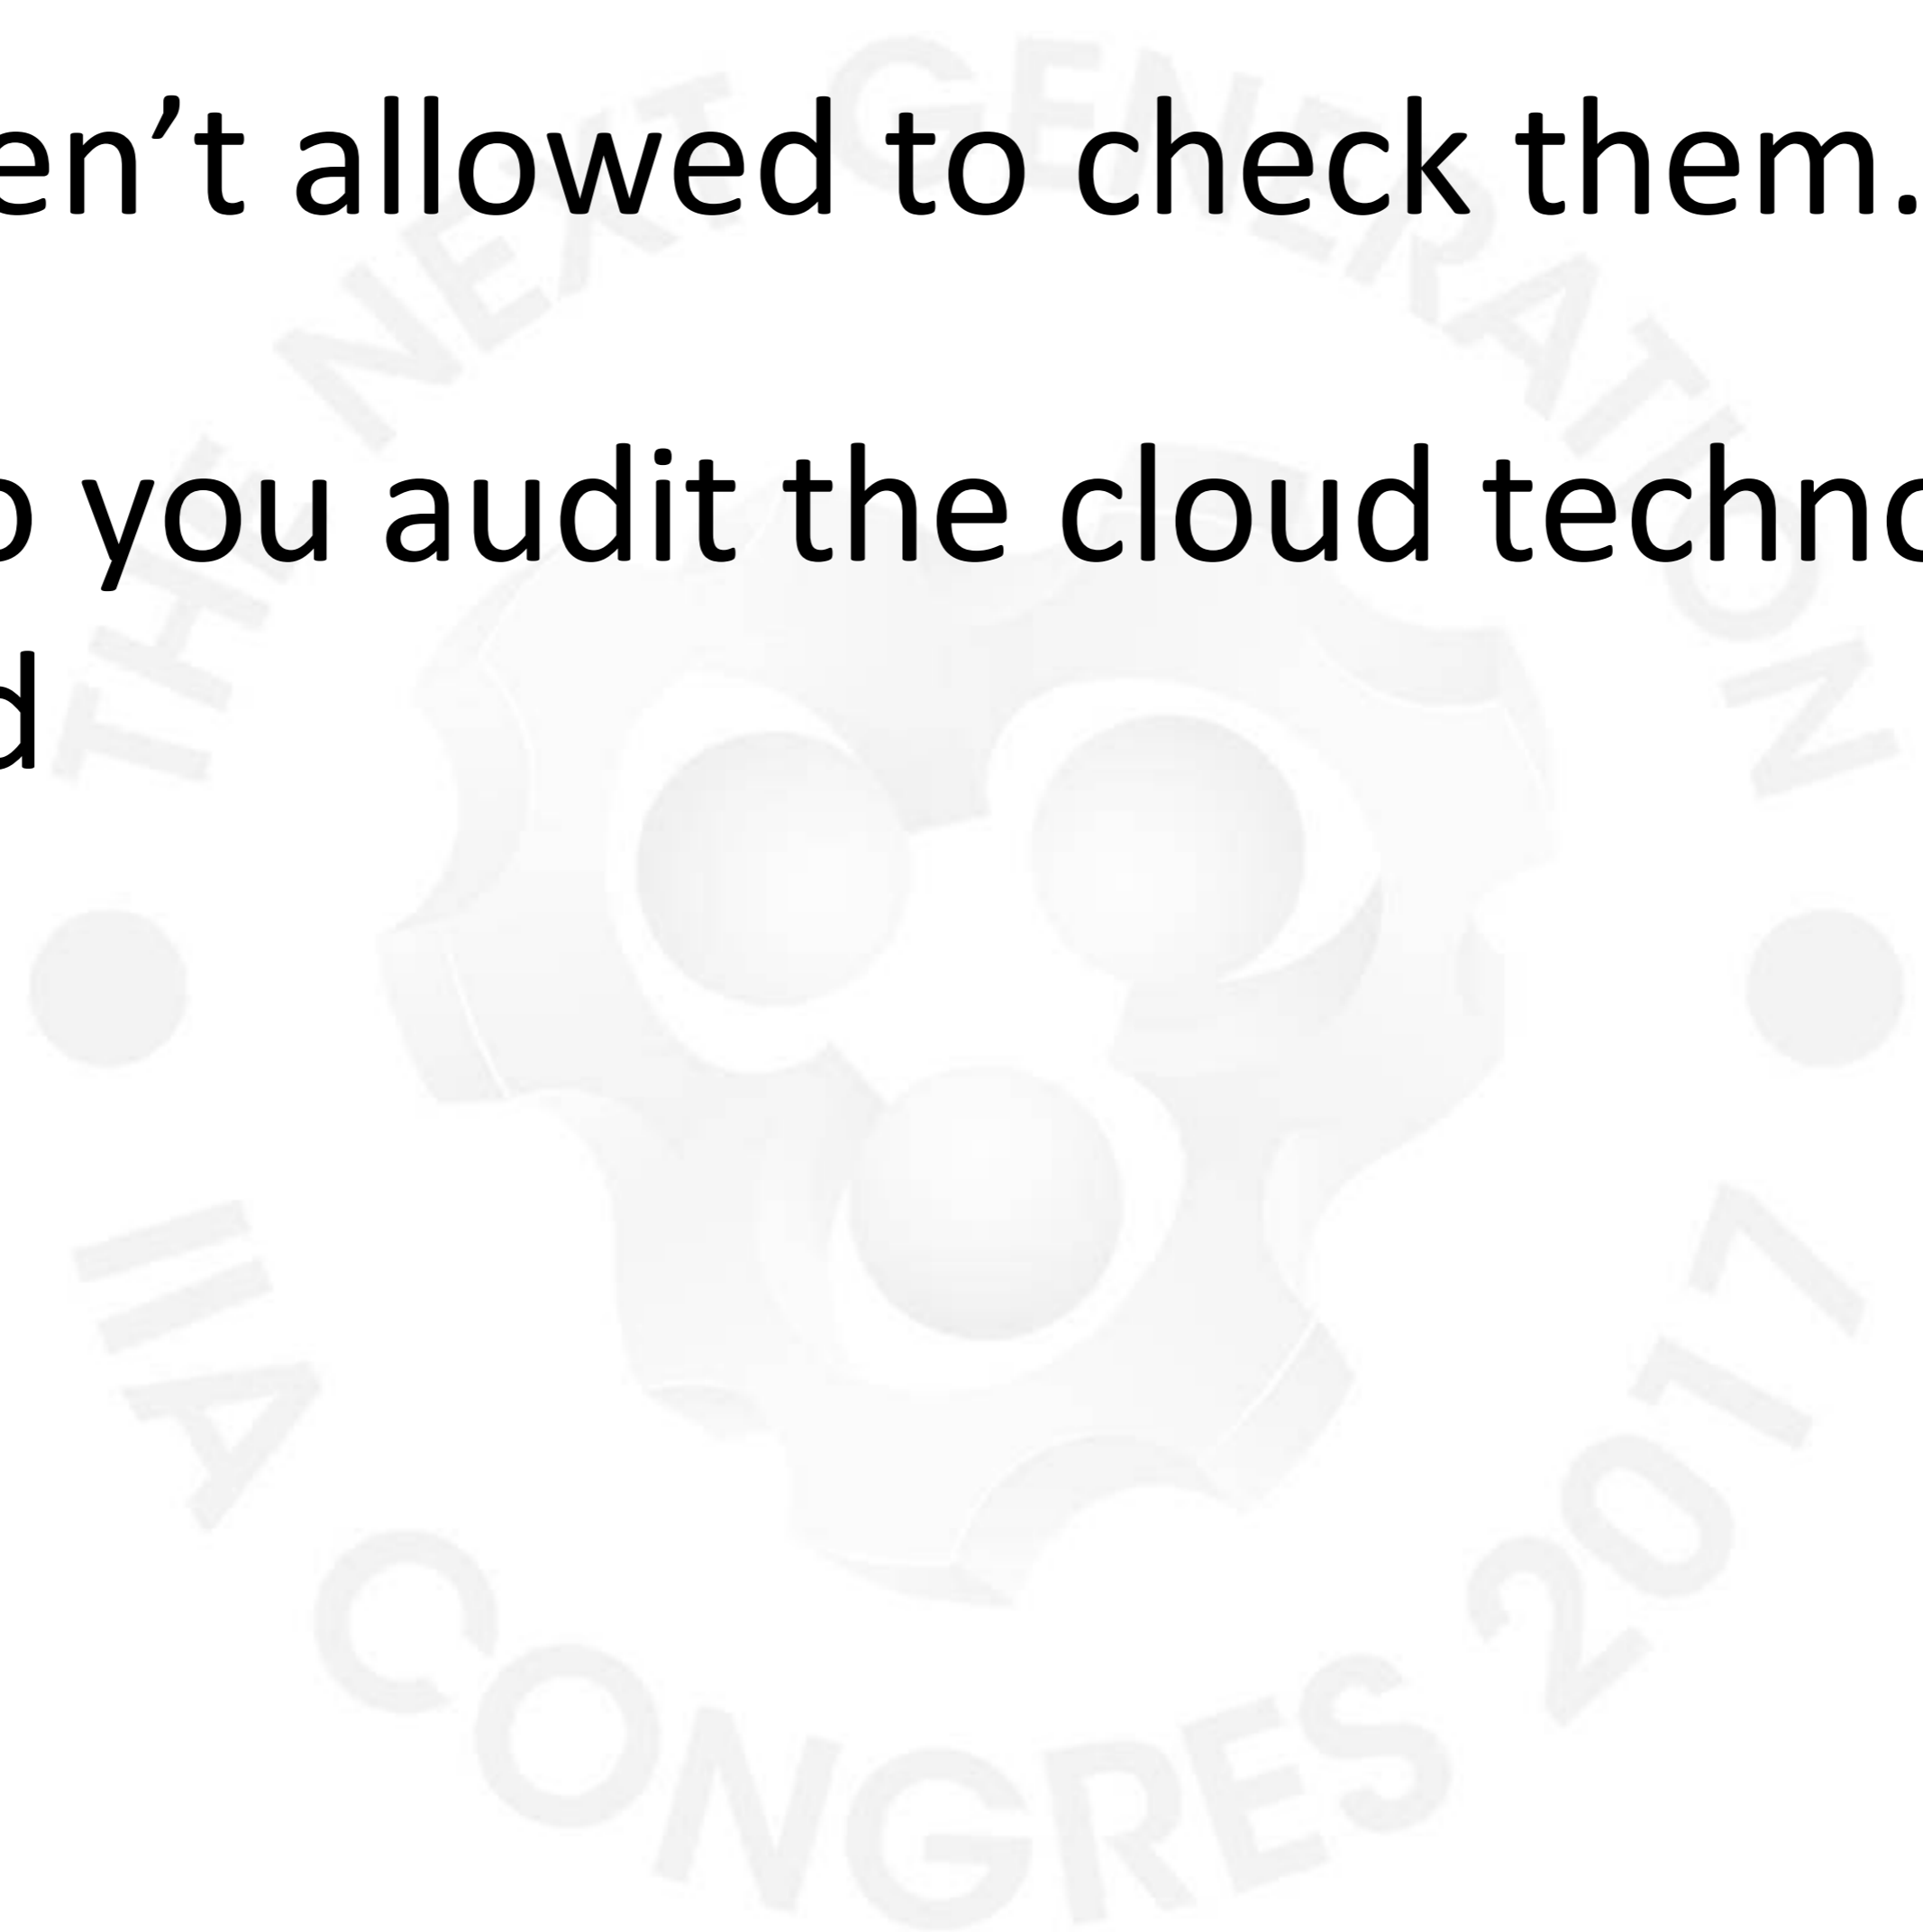 en’t allowed to check them.
o you audit the cloud techno
d
THE NEXT GENERATION
IIA CONGRES 2017